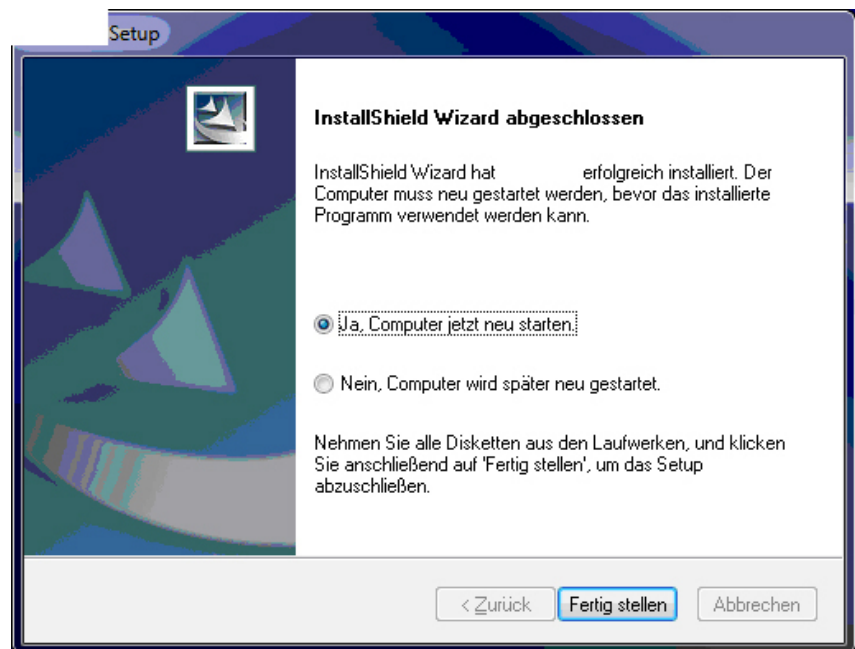 Setup
InstallShield Wizard abgeschlossen
InstallShield Wizard hat erfolgreich installiert. Der
Computer muss neu gestartet werden, bevor das installierte
Programm verwendet werden kann.
Ja, Computer jetzt neu starten.
Nein, Computer wird später neu gestartet.
Nehmen Sie alle Disketten aus den Laufwerken, und klicken
Sie anschließend auf 'Fertig stellen', um das Setup
abzuschließen.
< Zurück
Fertig stellen
Abbrechen